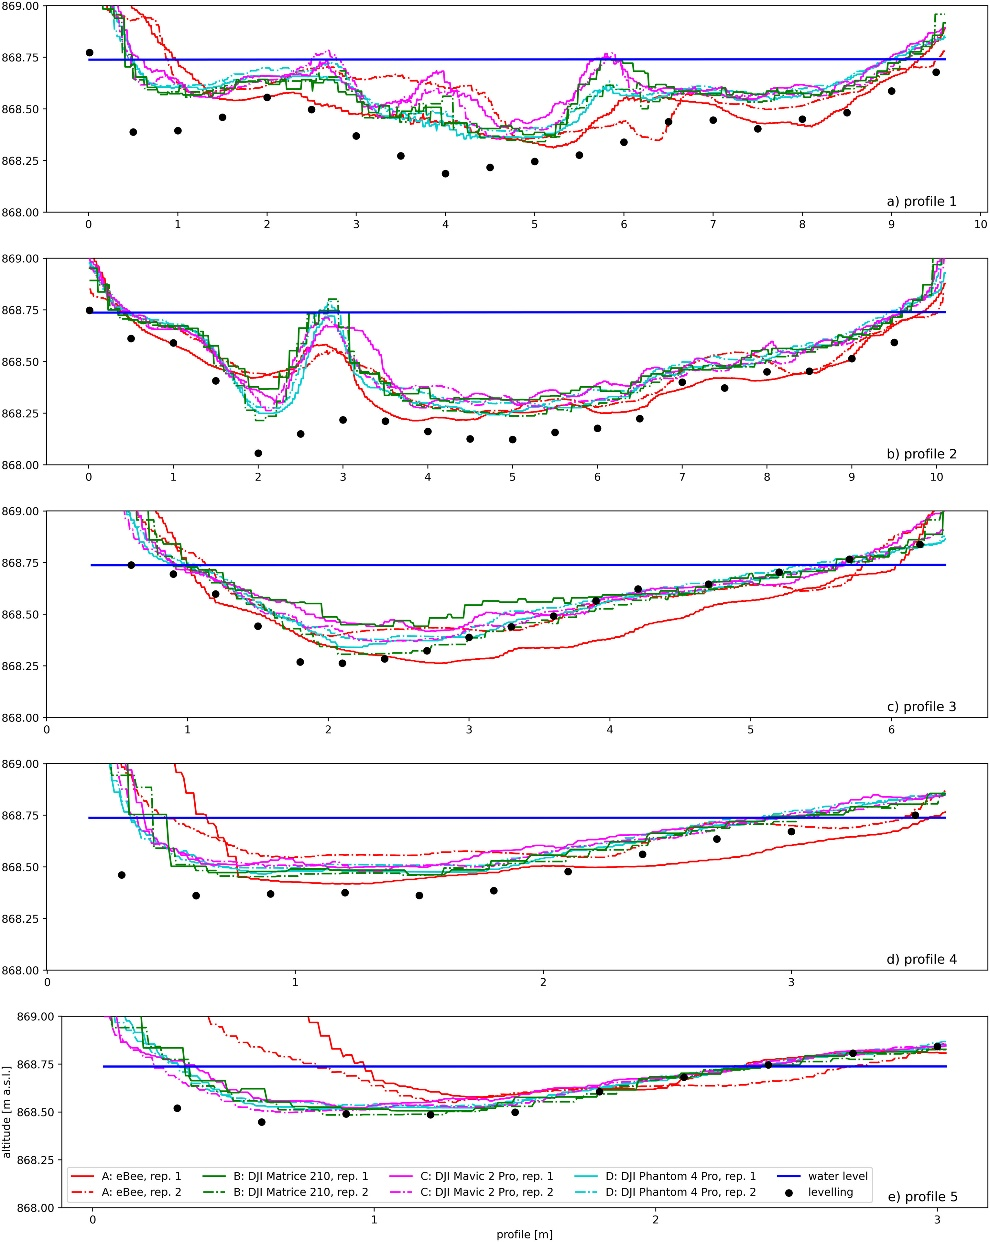 869.00
868.75
868.50
868.25
868.00
a) profile 1
0 1 2 3 4 5 6 7 8 9 10
869.00
868.75
868.50
868.25
868.00
b) profile 2
0 1 2 3 4 5 6 7 8 9 10
869.00
868.75
868.50
868.25
868.00
c) profile 3
0 1 2 3 4 5 6
869.00
868.75
868.50
868.25
868.00
d) profile 4
0 1 2 3
869.00
868.75
868.50
868.25
868.00
altitude [m a.s.l.]
A: eBee, rep. 1 B: DJI Matrice 210, rep. 1 C: DJI Mavic 2 Pro, rep. 1 D: DJI Phantom 4 Pro, rep. 1 water level
A: eBee, rep. 2 B: DJI Matrice 210, rep. 2 C: DJI Mavic 2 Pro, rep. 2 D: DJI Phantom 4 Pro, rep. 2 levelling
e) profile 5
0 1 2 3
profile [m]